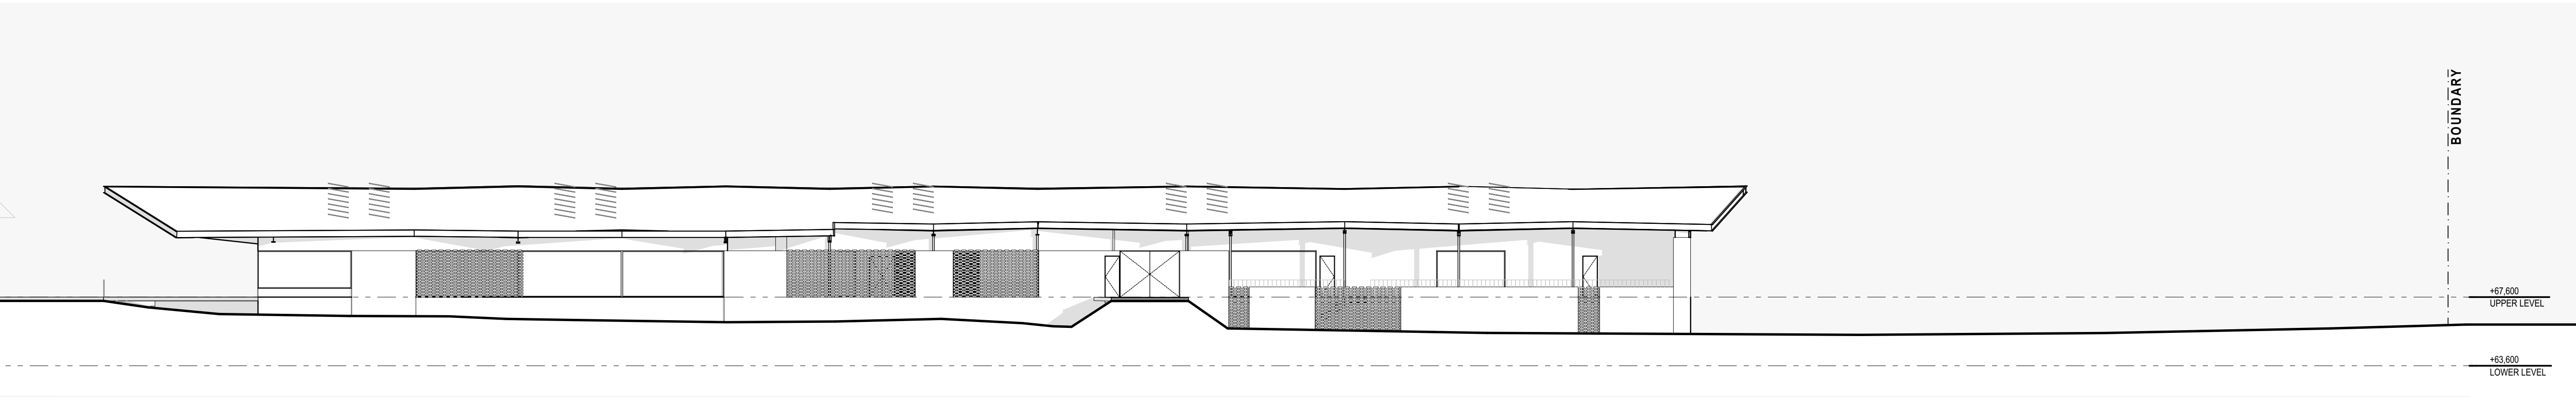 BOUNDARY
+67,600
UPPER LEVEL
+63,600
LOWER LEVEL